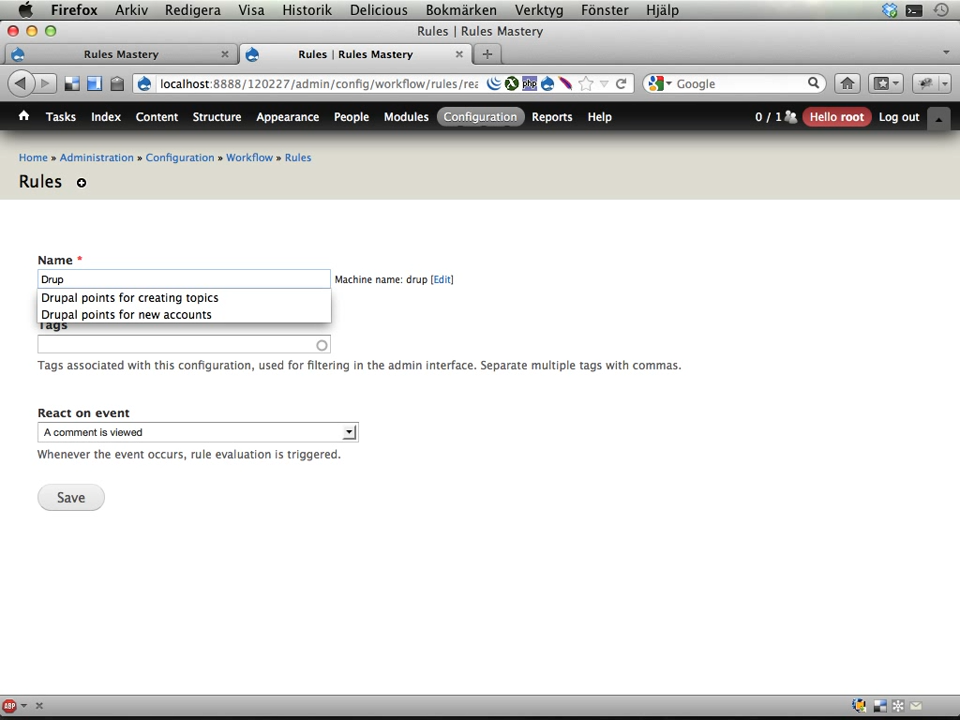 Firefox Arkiv Redigera Visa Historik Delicious Bokmärken Verktyg Fönster Hjälp
Rules | Rules Mastery
Rules Mastery Rules | Rules Mastery
localhost:8888/120227/admin/config/workflow/rules/rea php Google
Tasks Index Content Structure Appearance People Modules Configuration Reports Help 0 / 1 Hello root Log out
Home » Administration » Configuration » Workflow » Rules
Rules
Name *
Drup Machine name: drup [Edit]
Drupal points for creating topics
Drupal points for new accounts
Tags
Tags associated with this configuration, used for filtering in the admin interface. Separate multiple tags with commas.
React on event
A comment is viewed
Whenever the event occurs, rule evaluation is triggered.
Save
ABP